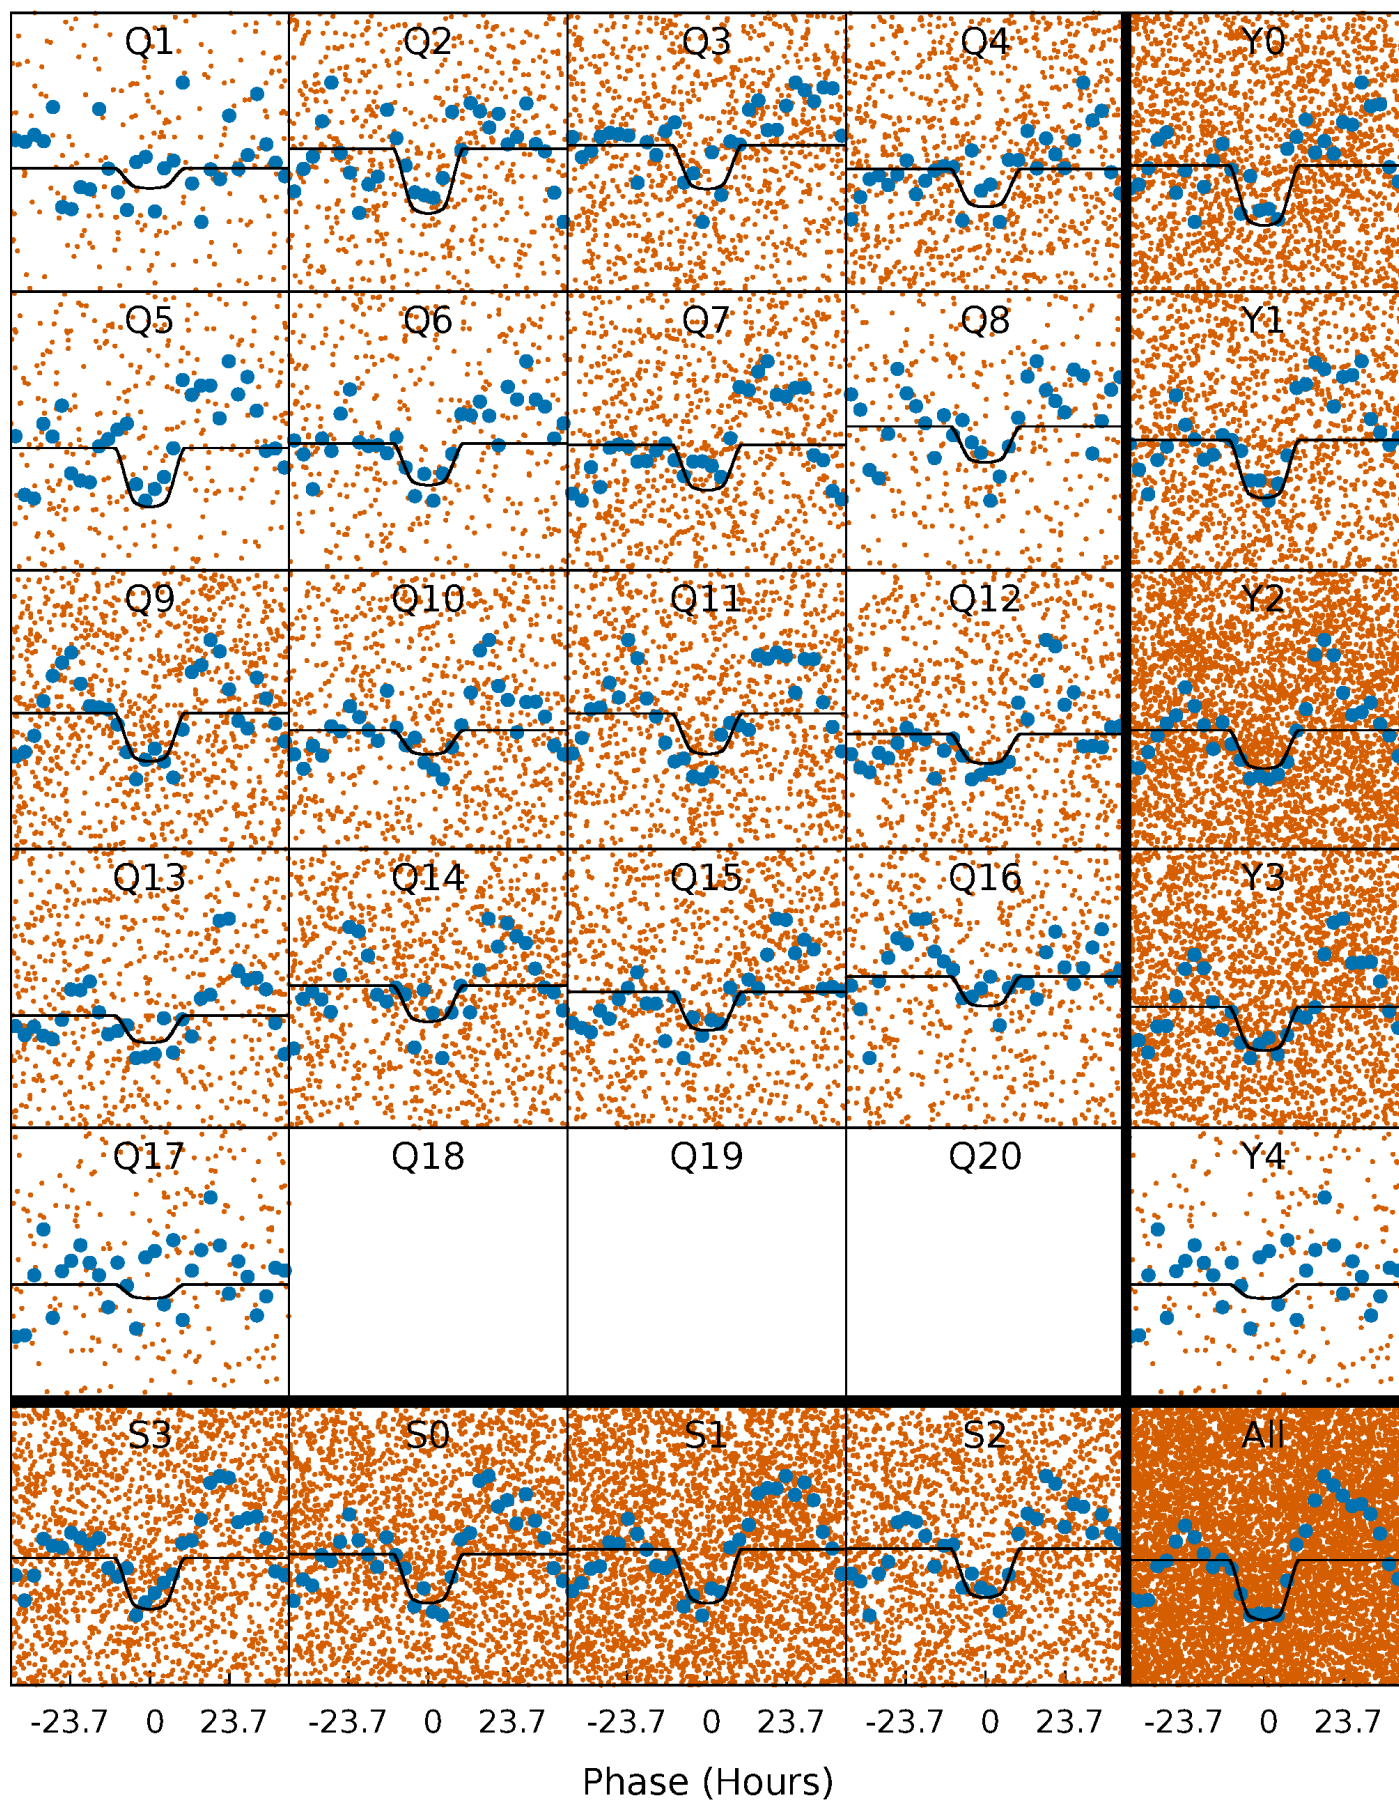 Q1 Q2 Q3 Q4 Y0
Q5 Q6 Q7 Q8 Y1
Q9 Q10 Q11 Q12 Y2
Q13 Q14 Q15 Q16 Y3
Q17 Q18 Q19 Q20 Y4
S3 S0 S1 S2 All
-23.7 0 23.7 -23.7 0 23.7 -23.7 0 23.7 -23.7 0 23.7 -23.7 0 23.7
Phase (Hours)